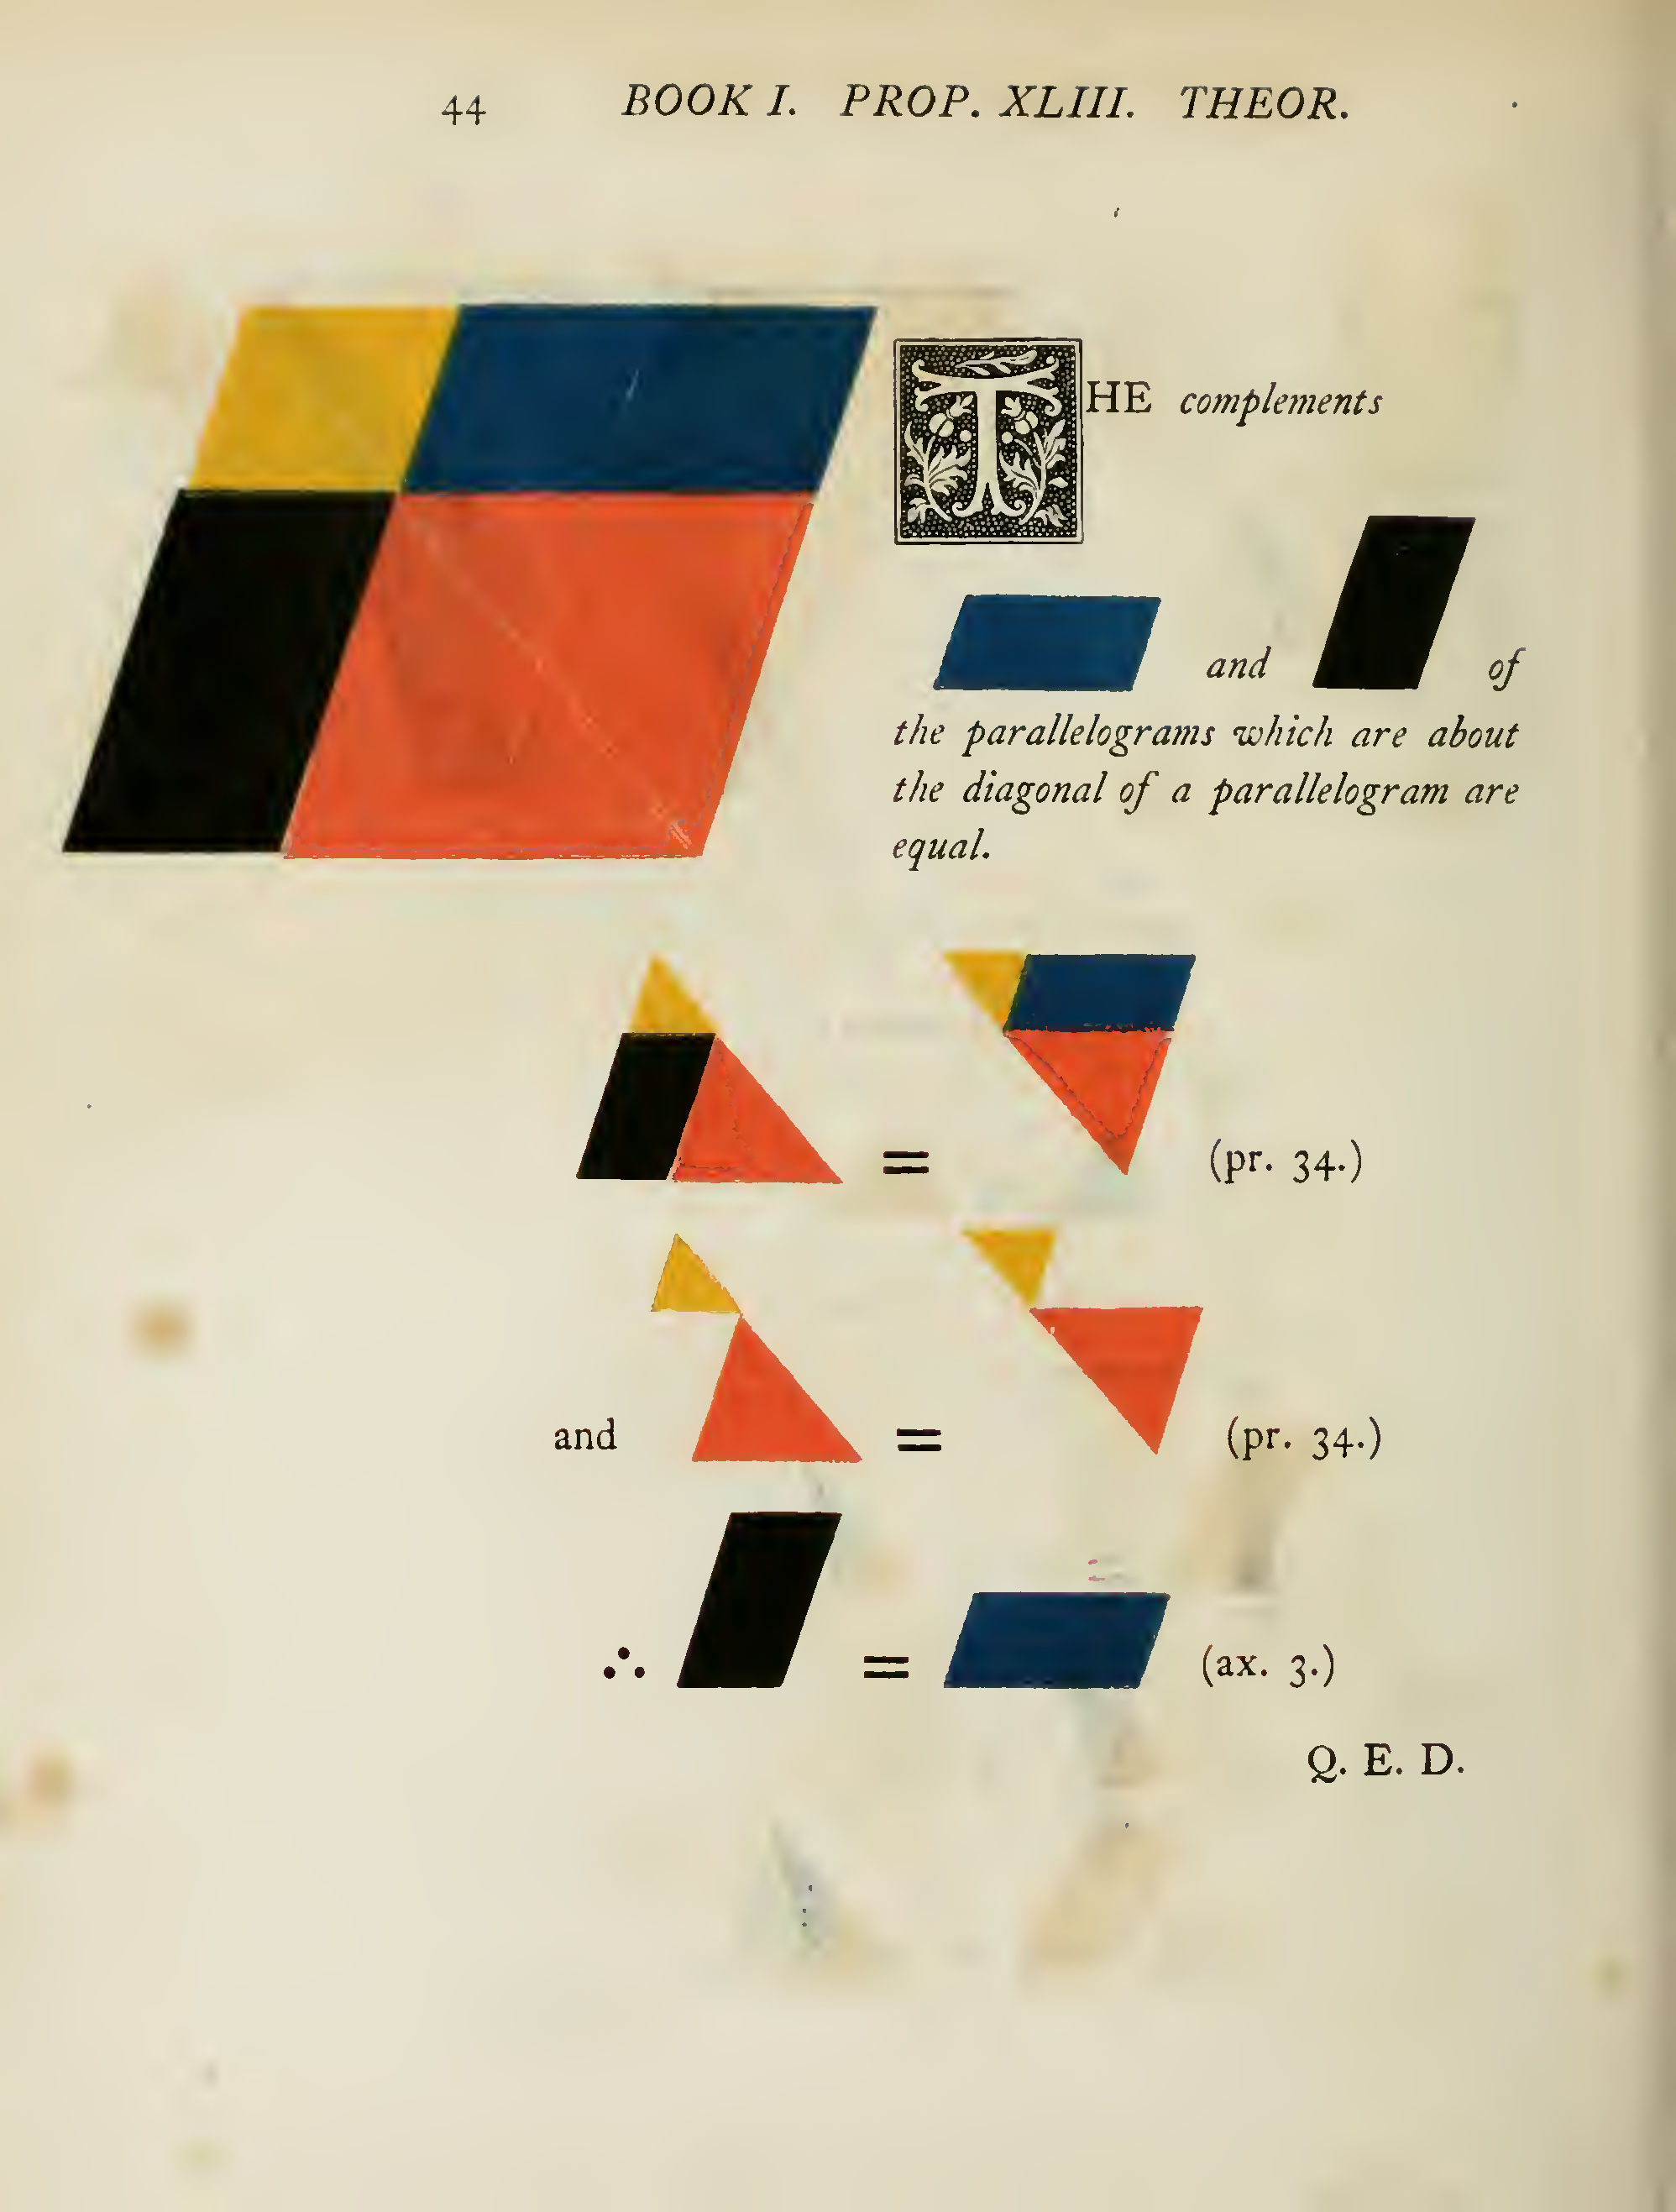 44 BOOK I. PROP. XLIII. THEOR.
THE complements
and of
the parallelograms which are about
the diagonal of a parallelogram are
equal.
= (pr. 34.)
and = (pr. 34.)
∴ = (ax. 3.)
Q. E. D.